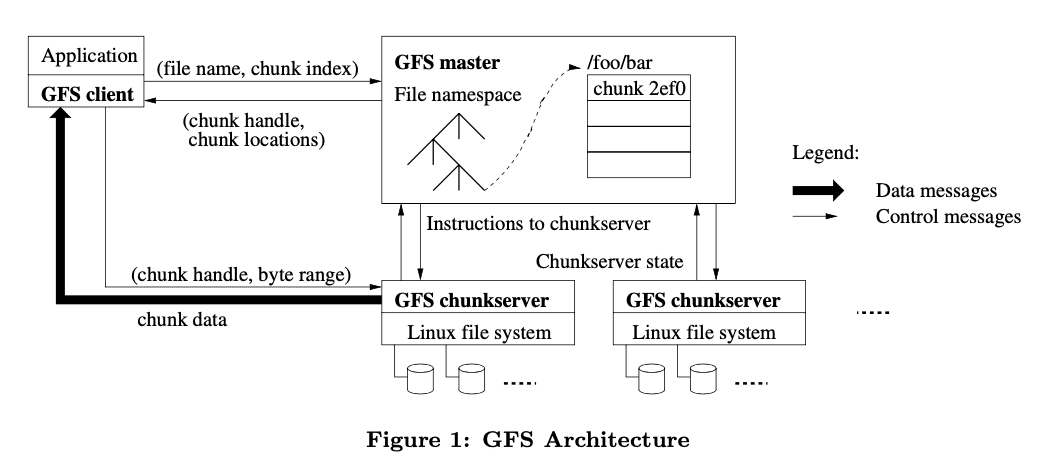 Application
GFS client
(file name, chunk index)
(chunk handle,
chunk locations)
GFS master
File namespace
/foo/bar
chunk 2ef0
Legend:
Data messages
Control messages
Instructions to chunkserver
Chunkserver state
(chunk handle, byte range)
chunk data
GFS chunkserver
Linux file system
GFS chunkserver
Linux file system
Figure 1: GFS Architecture